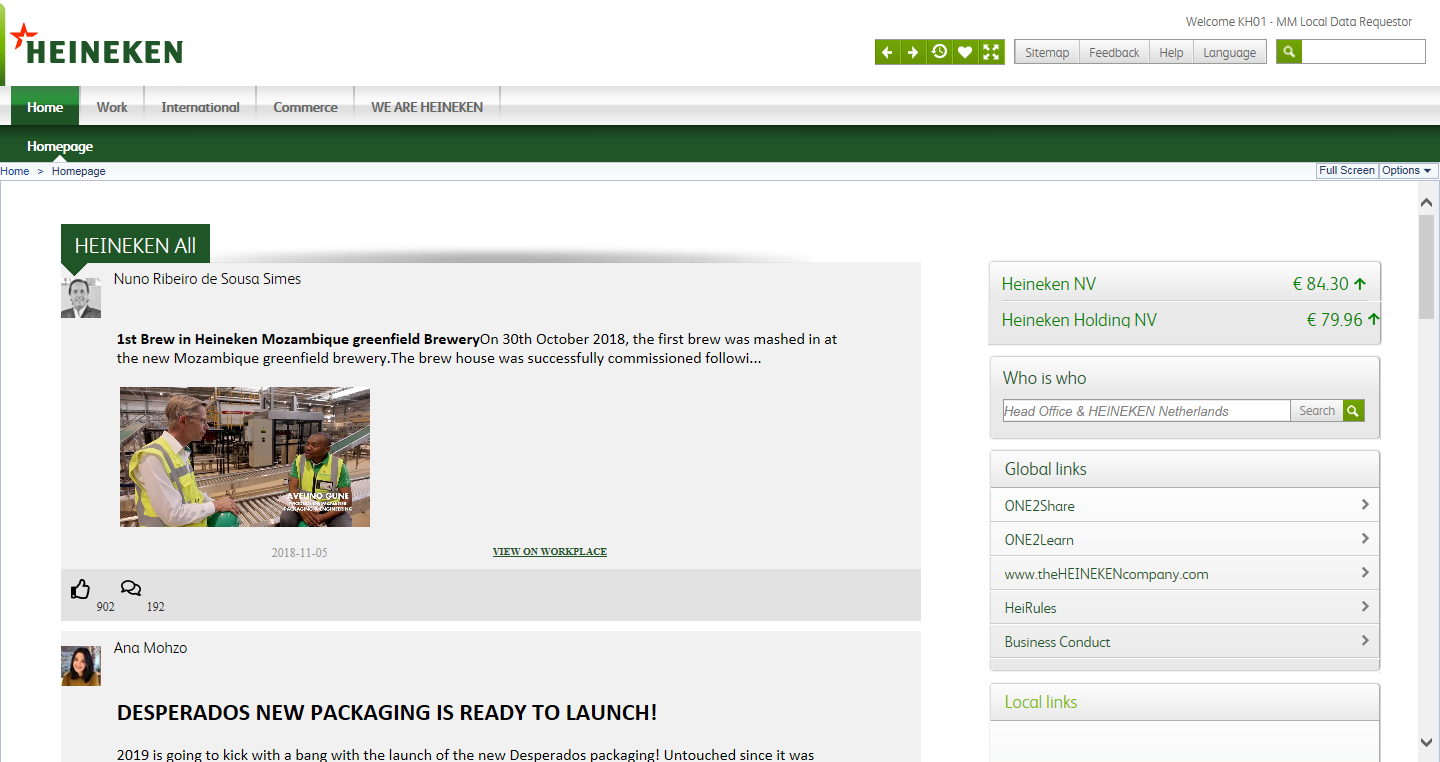 Welcome KH01 - MM Local Data Requestor
HEINEKEN
Sitemap Feedback Help Language
Home Work International Commerce WE ARE HEINEKEN
Homepage
Home > Homepage
Full Screen Options
HEINEKEN All
Nuno Ribeiro de Sousa Simes
1st Brew in Heineken Mozambique greenfield BreweryOn 30th October 2018, the first brew was mashed in at
the new Mozambique greenfield brewery.The brew house was successfully commissioned followi...
AVELINO GUNE
PACKAGING & ENGINEERING
2018-11-05
VIEW ON WORKPLACE
902 192
Ana Mohzo
DESPERADOS NEW PACKAGING IS READY TO LAUNCH!
2019 is going to kick with a bang with the launch of the new Desperados packaging! Untouched since it was
Heineken NV € 84.30
Heineken Holding NV € 79.96
Who is who
Head Office & HEINEKEN Netherlands Search
Global links
ONE2Share
ONE2Learn
www.theHEINEKENcompany.com
HeiRules
Business Conduct
Local links